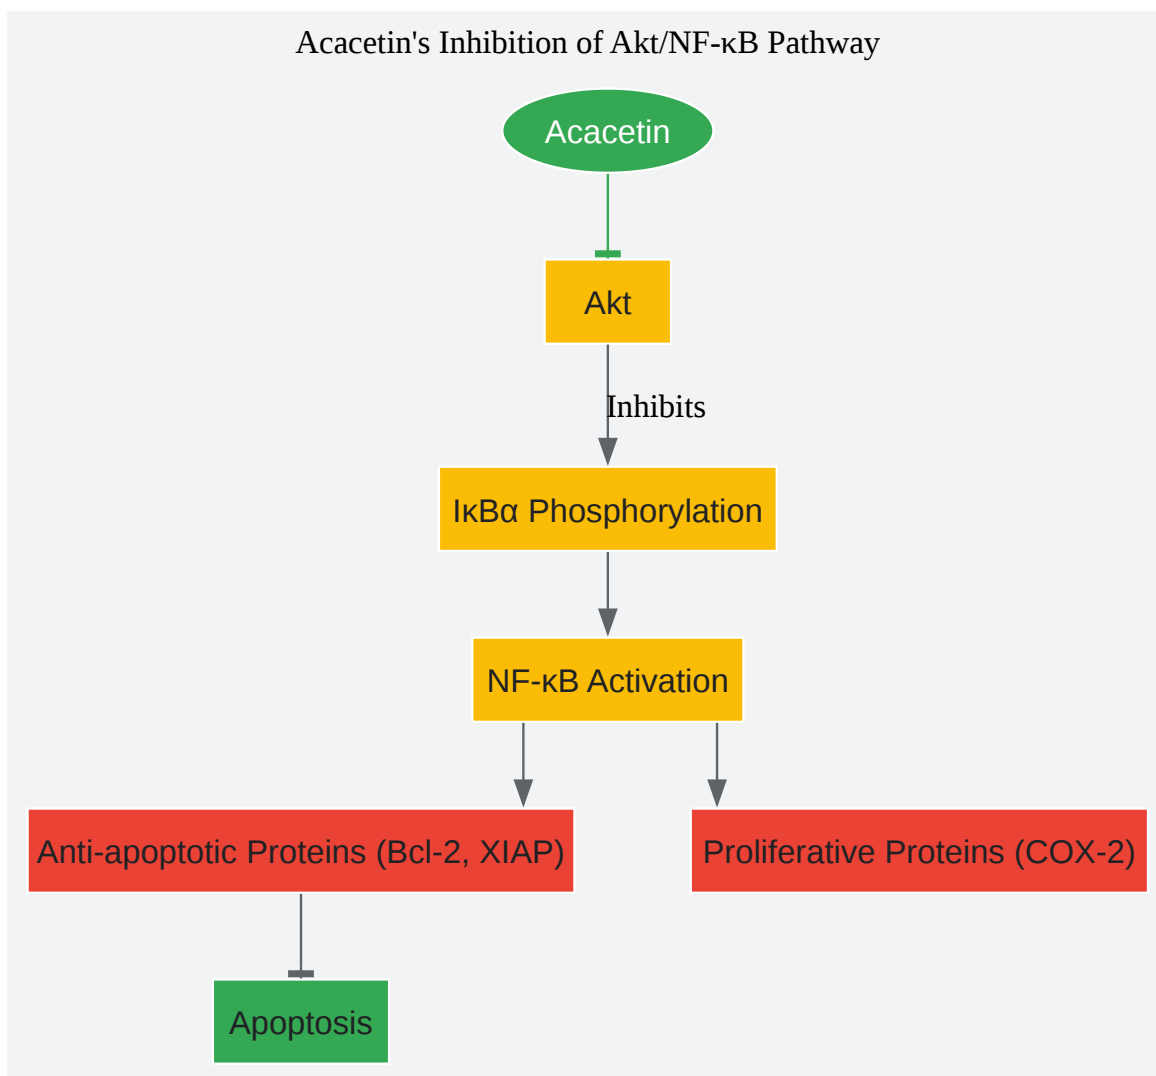 Acacetin's Inhibition of Akt/NF-κB Pathway
Acacetin
Akt
Inhibits
IκBα Phosphorylation
NF-κB Activation
Anti-apoptotic Proteins (Bcl-2, XIAP)
Proliferative Proteins (COX-2)
Apoptosis